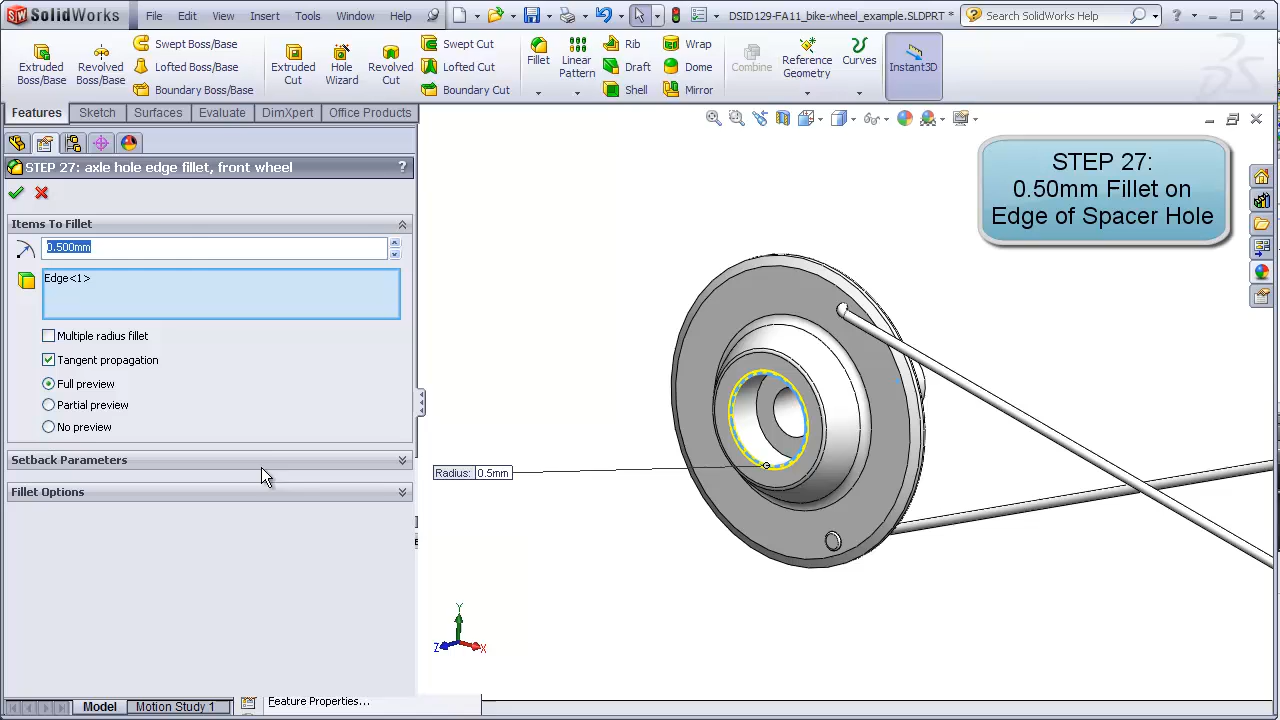 SolidWorks
File Edit View Insert Tools Window Help
DSID129-FA11_bike-wheel_example.SLDPRT *
Search SolidWorks Help
Extruded Boss/Base
Revolved Boss/Base
Swept Boss/Base
Lofted Boss/Base
Boundary Boss/Base
Extruded Cut
Hole Wizard
Revolved Cut
Swept Cut
Lofted Cut
Boundary Cut
Fillet
Linear Pattern
Rib
Draft
Shell
Wrap
Dome
Mirror
Combine
Reference Geometry
Curves
Instant3D
Features Sketch Surfaces Evaluate DimXpert Office Products
STEP 27: axle hole edge fillet, front wheel
?
Items To Fillet
0.500mm
Edge<1>
Multiple radius fillet
Tangent propagation
Full preview
Partial preview
No preview
Setback Parameters
Fillet Options
STEP 27:
0.50mm Fillet on
Edge of Spacer Hole
Radius: 0.5mm
Y
Z
X
Model Motion Study 1
Feature Properties...